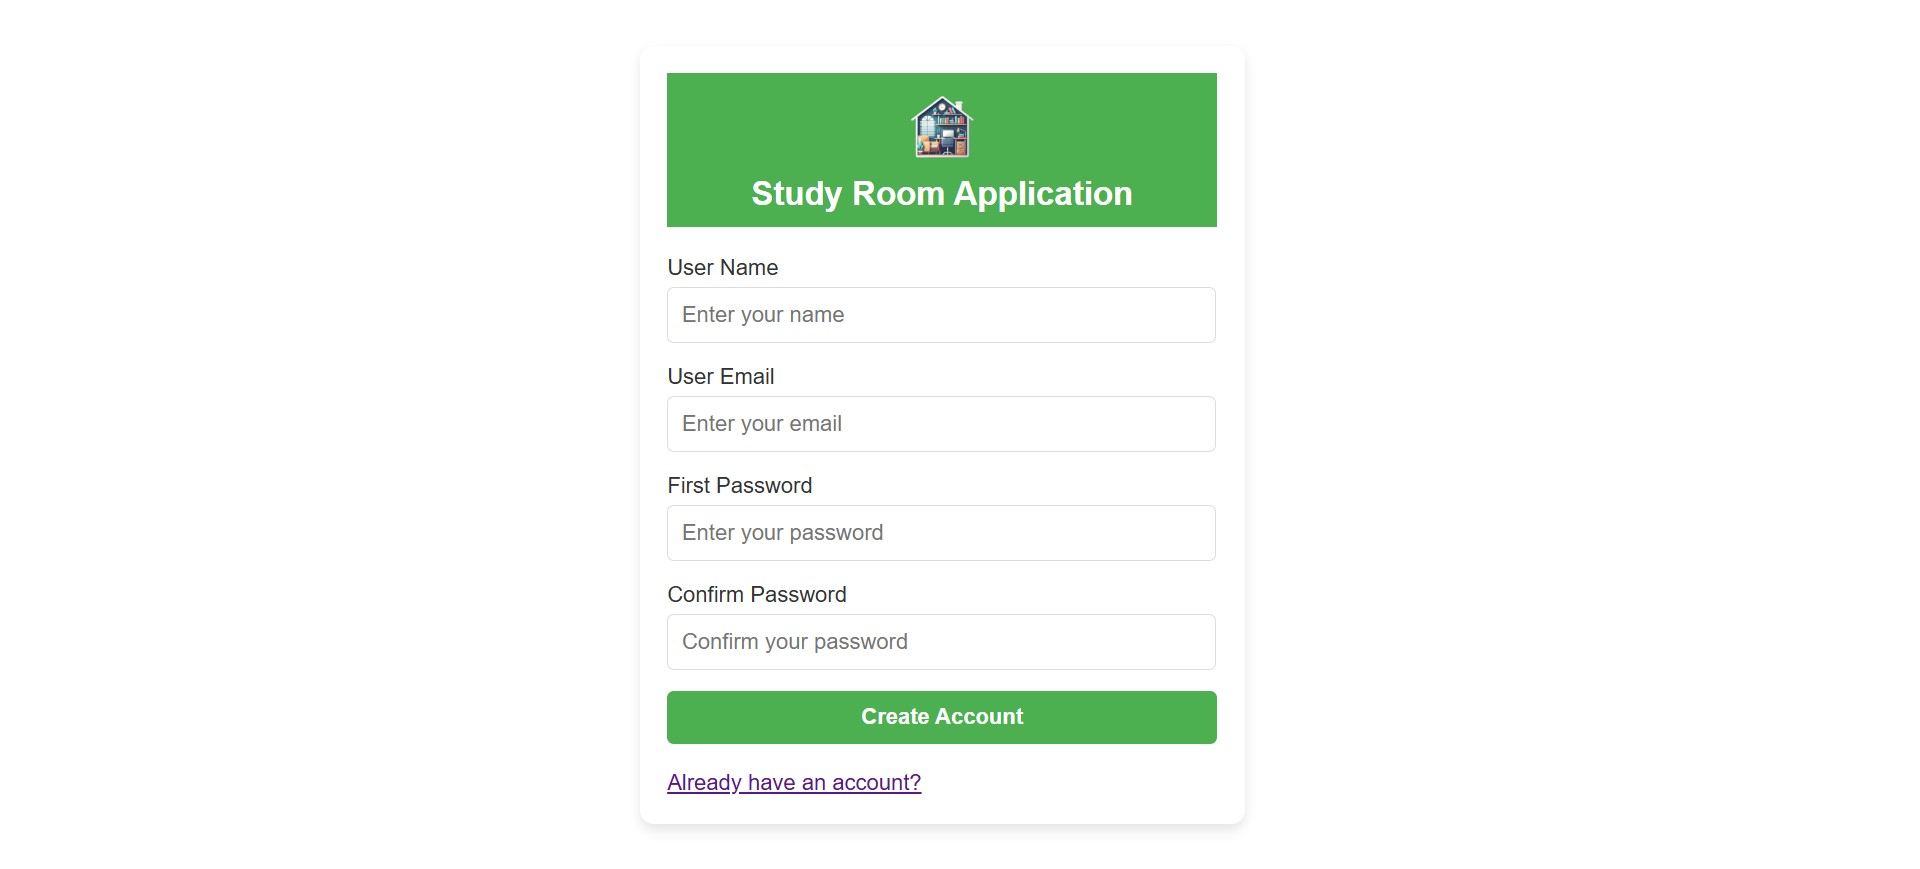 Study Room Application
User Name
Enter your name
User Email
Enter your email
First Password
Enter your password
Confirm Password
Confirm your password
Create Account
Already have an account?